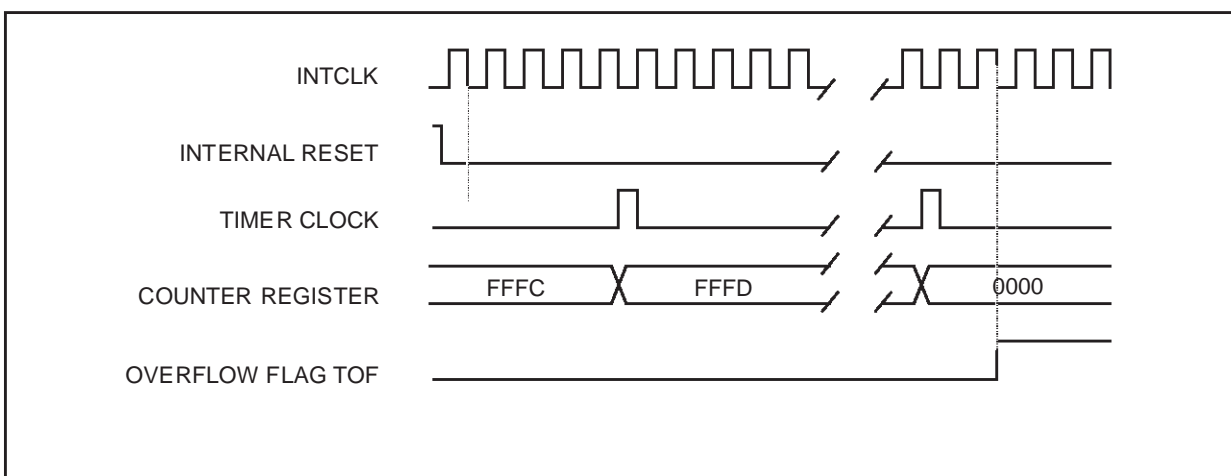 INTCLK
INTERNAL RESET
TIMER CLOCK
COUNTER REGISTER FFFC FFFD 0000
OVERFLOW FLAG TOF